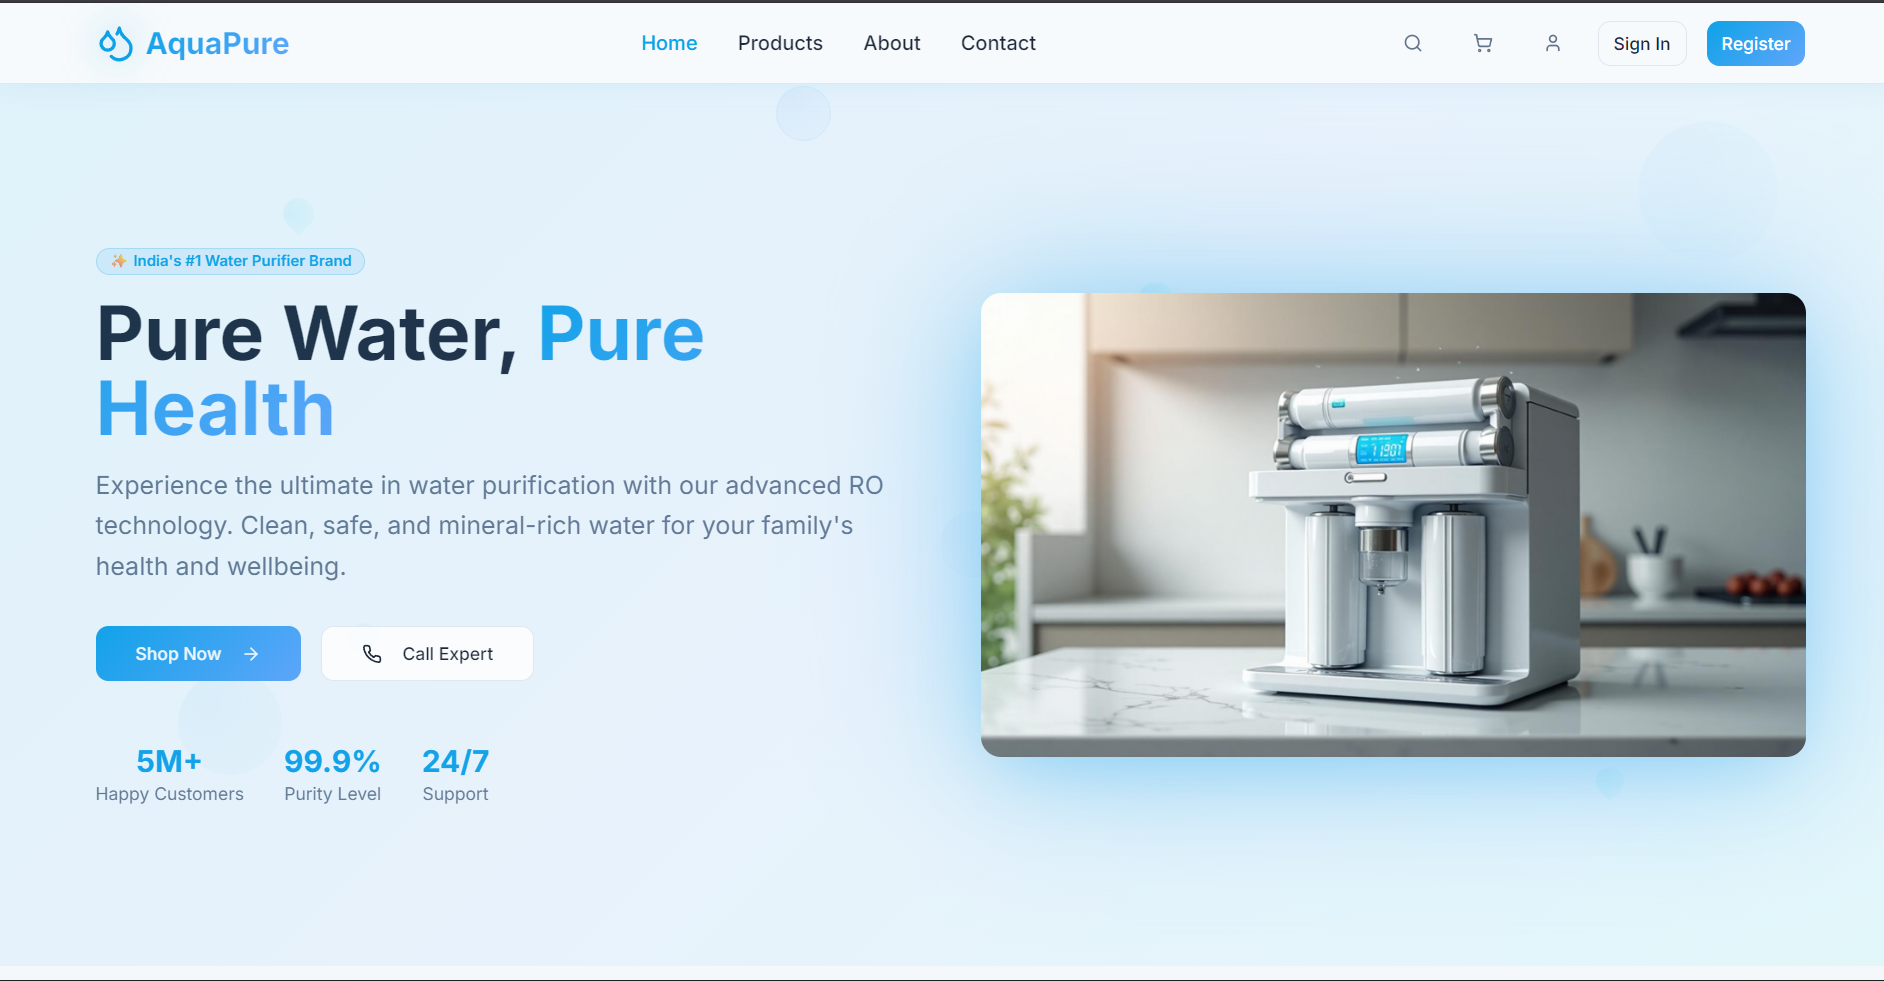 AquaPure
Home Products About Contact
Sign In
Register
✨ India's #1 Water Purifier Brand
Pure Water, Pure
Health
Experience the ultimate in water purification with our advanced RO
technology. Clean, safe, and mineral-rich water for your family's
health and wellbeing.
Shop Now
Call Expert
5M+ 99.9% 24/7
Happy Customers Purity Level Support